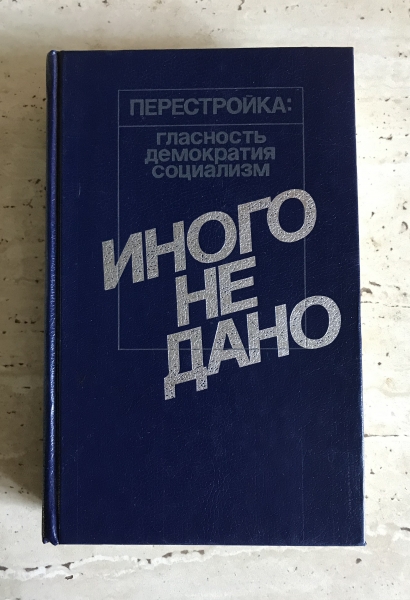 ПЕРЕСТРОЙКА:
гласность
демократия
социализм
ИНОГО
НЕ
ДАНО